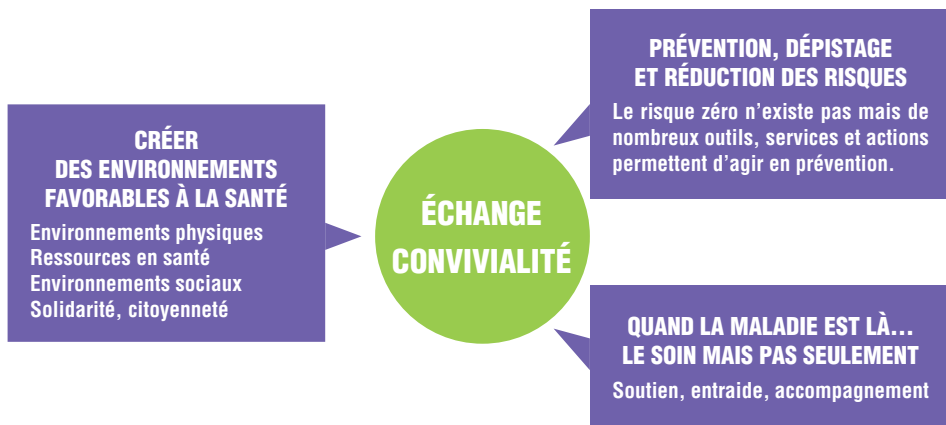 CRÉER
DES ENVIRONNEMENTS
FAVORABLES À LA SANTÉ
Environnements physiques
Ressources en santé
Environnements sociaux
Solidarité, citoyenneté
ÉCHANGE
CONVIVIALITÉ
PRÉVENTION, DÉPISTAGE
ET RÉDUCTION DES RISQUES
Le risque zéro n’existe pas mais de
nombreux outils, services et actions
permettent d’agir en prévention.
QUAND LA MALADIE EST LÀ...
LE SOIN MAIS PAS SEULEMENT
Soutien, entraide, accompagnement